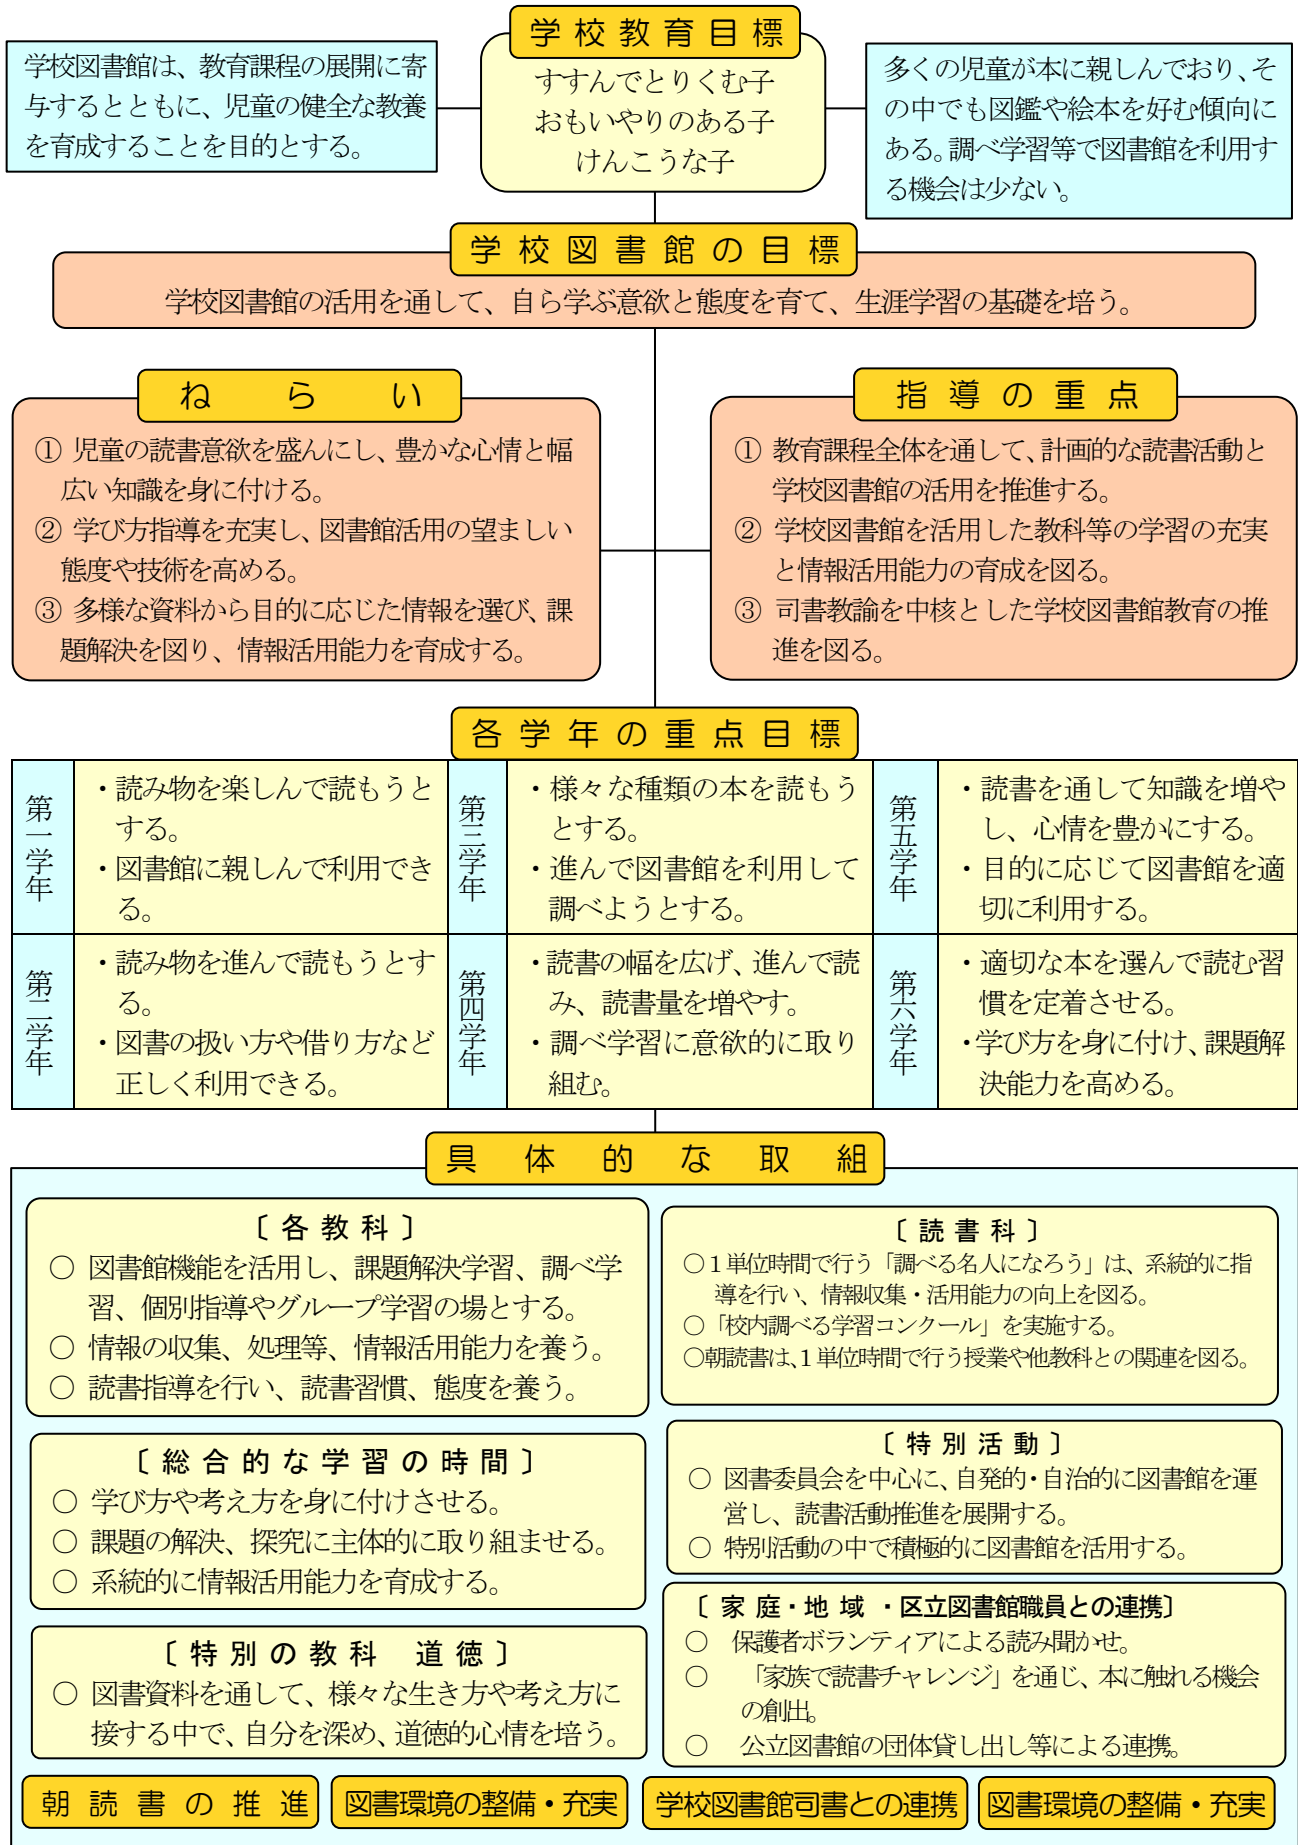 学校教育目標
すすんでとりくむ子
おもいやりのある子
けんこうな子
学校図書館は、教育課程の展開に寄
与するとともに、児童の健全な教養
を育成することを目的とする。
多くの児童が本に親しんでおり、そ
の中でも図鑑や絵本を好む傾向に
ある。調べ学習等で図書館を利用す
る機会は少ない。
学校図書館の目標
学校図書館の活用を通して、自ら学ぶ意欲と態度を育て、生涯学習の基礎を培う。
ねらい
① 児童の読書意欲を盛んにし、豊かな心情と幅
広い知識を身に付ける。
② 学び方指導を充実し、図書館活用の望ましい
態度や技術を高める。
③ 多様な資料から目的に応じた情報を選び、課
題解決を図り、情報活用能力を育成する。
指導の重点
① 教育課程全体を通して、計画的な読書活動と
学校図書館の活用を推進する。
② 学校図書館を活用した教科等の学習の充実
と情報活用能力の育成を図る。
③ 司書教諭を中核とした学校図書館教育の推
進を図る。
各学年の重点目標
第一学年
・読み物を楽しんで読もうと
する。
・図書館に親しんで利用でき
る。
第三学年
・様々な種類の本を読もう
とする。
・進んで図書館を利用して
調べようとする。
第五学年
・読書を通して知識を増や
し、心情を豊かにする。
・目的に応じて図書館を適
切に利用する。
第二学年
・読み物を進んで読もうとす
る。
・図書の扱い方や借り方など
正しく利用できる。
第四学年
・読書の幅を広げ、進んで読
み、読書量を増やす。
・調べ学習に意欲的に取り
組む。
第六学年
・適切な本を選んで読む習
慣を定着させる。
・学び方を身に付け、課題解
決能力を高める。
具体的な取組
〔各教科〕
○ 図書館機能を活用し、課題解決学習、調べ学
習、個別指導やグループ学習の場とする。
○ 情報の収集、処理等、情報活用能力を養う。
○ 読書指導を行い、読書習慣、態度を養う。
〔読書科〕
○1単位時間で行う「調べる名人になろう」は、系統的に指
導を行い、情報収集・活用能力の向上を図る。
○「校内調べる学習コンクール」を実施する。
○朝読書は、1単位時間で行う授業や他教科との関連を図る。
〔総合的な学習の時間〕
○ 学び方や考え方を身に付けさせる。
○ 課題の解決、探究に主体的に取り組ませる。
○ 系統的に情報活用能力を育成する。
〔特別活動〕
○ 図書委員会を中心に、自発的・自治的に図書館を運
営し、読書活動推進を展開する。
○ 特別活動の中で積極的に図書館を活用する。
〔特別の教科 道徳〕
○ 図書資料を通して、様々な生き方や考え方に
接する中で、自分を深め、道徳的心情を培う。
〔家庭・地域・区立図書館職員との連携〕
○ 保護者ボランティアによる読み聞かせ。
○ 「家族で読書チャレンジ」を通じ、本に触れる機会
の創出。
○ 公立図書館の団体貸し出し等による連携。
朝読書の推進
図書環境の整備・充実
学校図書館司書との連携
図書環境の整備・充実